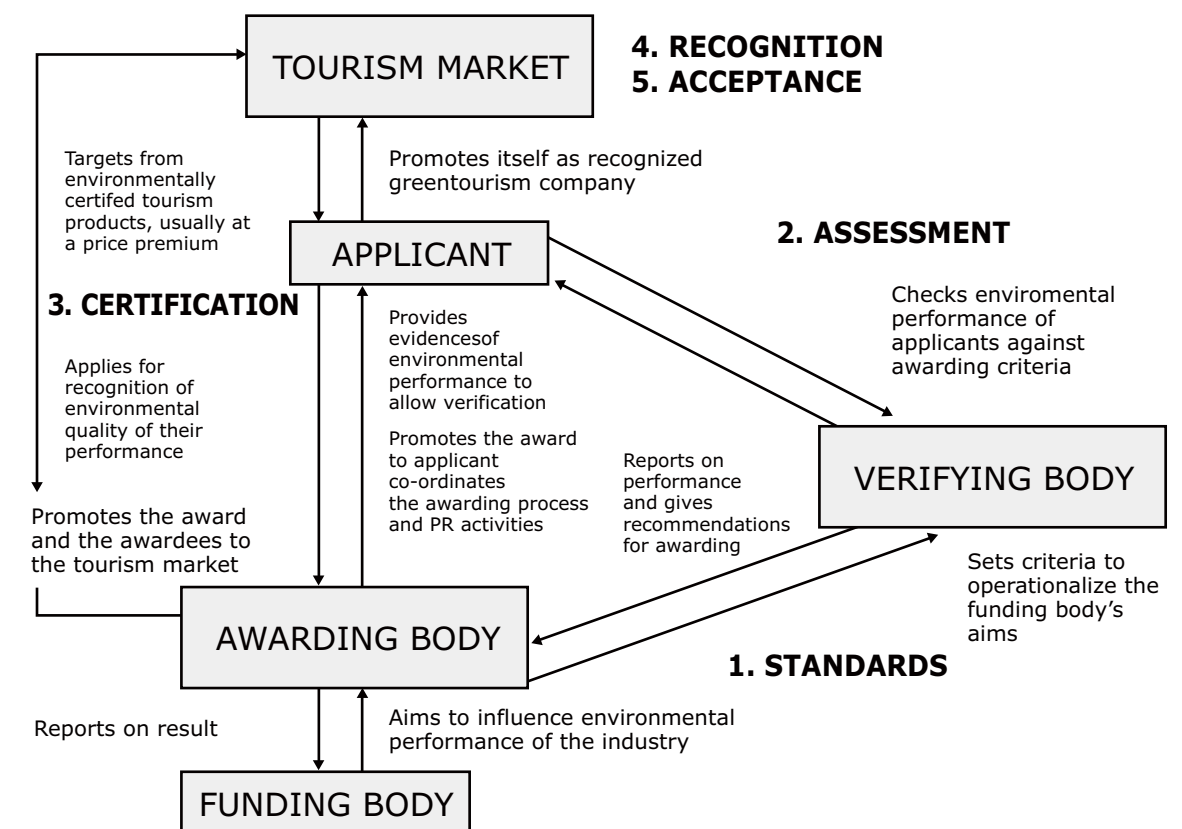 TOURISM MARKET
4. RECOGNITION
5. ACCEPTANCE
Targets from
environmentally
certifed tourism
products, usually at
a price premium
Promotes itself as recognized
greentourism company
APPLICANT
2. ASSESSMENT
3. CERTIFICATION
Checks enviromental
performance of
applicants against
awarding criteria
Applies for
recognition of
environmental
quality of their
performance
Provides
evidencesof
environmental
performance to
allow verification
Promotes the award
to applicant
co-ordinates
the awarding process
and PR activities
Reports on
performance
and gives
recommendations
for awarding
VERIFYING BODY
Promotes the award
and the awardees to
the tourism market
Sets criteria to
operationalize the
funding body’s
aims
AWARDING BODY
1. STANDARDS
Reports on result
Aims to influence environmental
performance of the industry
FUNDING BODY